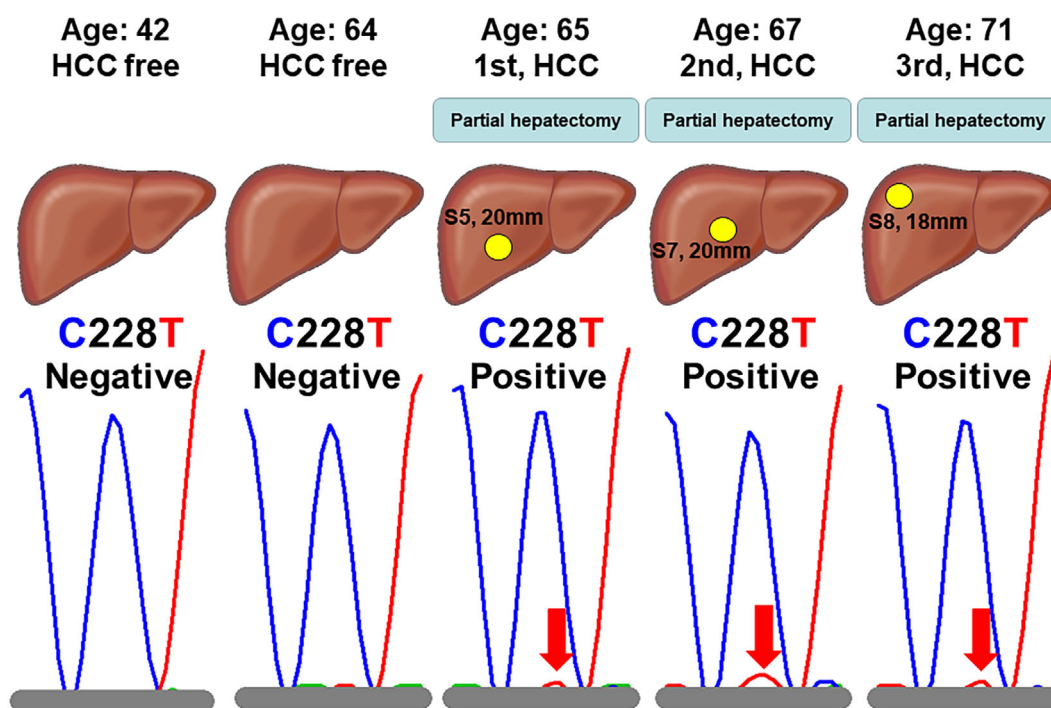 Age: 42
HCC free
Age: 64
HCC free
Age: 65
1st, HCC
Age: 67
2nd, HCC
Age: 71
3rd, HCC
Partial hepatectomy
Partial hepatectomy
Partial hepatectomy
S5, 20mm
S7, 20mm
S8, 18mm
C228T
Negative
C228T
Negative
C228T
Positive
C228T
Positive
C228T
Positive